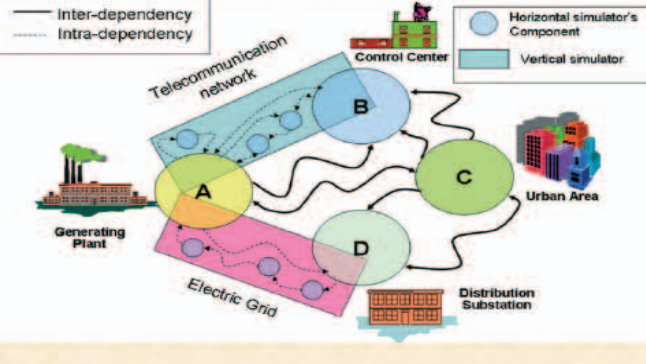 Inter-dependency
Intra-dependency
Horizontal simulator's
Component
Vertical simulator
Control Center
Telecommunication
network
B
A
C
D
Generating
Plant
Urban Area
Electric Grid
Distribution
Substation